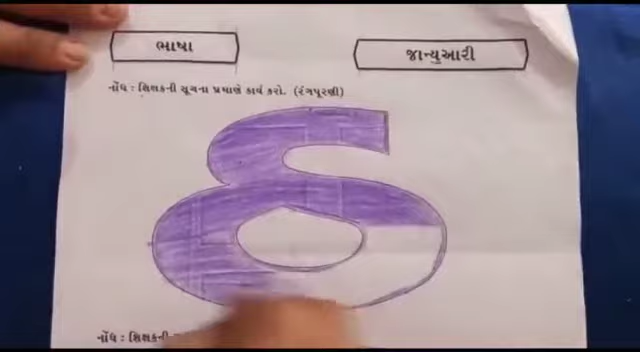 ભાષા
જાન્યુઆરી
નોંધ : શિક્ષકની સૂચના પ્રમાણે કાર્ય કરો. (રંગપૂરણી)
ઠ
નોંધ : શિક્ષકની